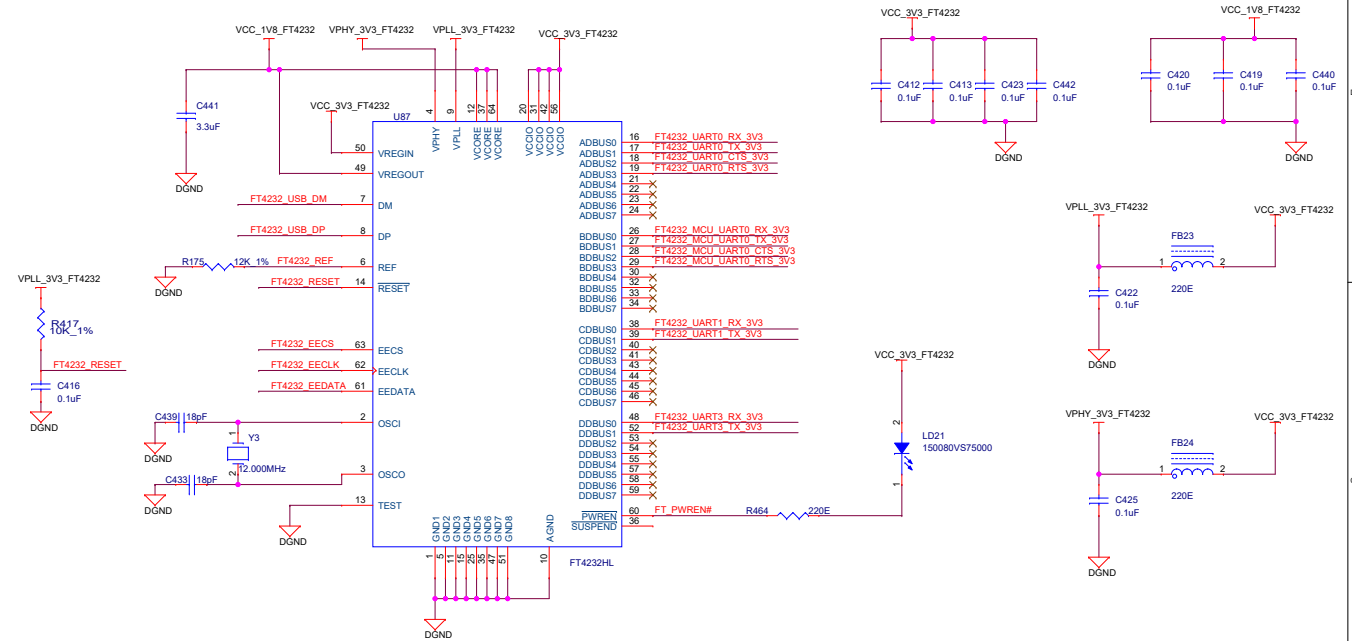 VCC_1V8_FT4232
VPHY_3V3_FT4232
VPLL_3V3_FT4232
VCC_3V3_FT4232
C441
3.3uF
DGND
VCC_3V3_FT4232
U87
4
9
12
37
64
20
31
42
56
VPHY
VPLL
VCORE
VCORE
VCORE
VCCIO
VCCIO
VCCIO
VCCIO
50
VREGIN
49
VREGOUT
FT4232_USB_DM
7
DM
FT4232_USB_DP
8
DP
R175
12K_1%
FT4232_REF
6
REF
DGND
FT4232_RESET
14
RESET
FT4232_EECS
63
EECS
FT4232_EECLK
62
EECLK
FT4232_EEDATA
61
EEDATA
VPLL_3V3_FT4232
R417
10K_1%
FT4232_RESET
C416
0.1uF
DGND
C439
18pF
2
OSCI
DGND
1
Y3
2
12.000MHz
3
OSCO
C433
18pF
DGND
13
TEST
DGND
GND1
GND2
GND3
GND4
GND5
GND6
GND7
GND8
AGND
1
5
11
15
25
35
47
51
10
DGND
FT4232HL
ADBUS0
16
FT4232_UART0_RX_3V3
ADBUS1
17
FT4232_UART0_TX_3V3
ADBUS2
18
FT4232_UART0_CTS_3V3
ADBUS3
19
FT4232_UART0_RTS_3V3
ADBUS4
21
ADBUS5
22
ADBUS6
23
ADBUS7
24
BDBUS0
26
FT4232_MCU_UART0_RX_3V3
BDBUS1
27
FT4232_MCU_UART0_TX_3V3
BDBUS2
28
FT4232_MCU_UART0_CTS_3V3
BDBUS3
29
FT4232_MCU_UART0_RTS_3V3
BDBUS4
30
BDBUS5
32
BDBUS6
33
BDBUS7
34
CDBUS0
38
FT4232_UART1_RX_3V3
CDBUS1
39
FT4232_UART1_TX_3V3
CDBUS2
40
CDBUS3
41
CDBUS4
43
CDBUS5
44
CDBUS6
45
CDBUS7
46
DDBUS0
48
FT4232_UART3_RX_3V3
DDBUS1
52
FT4232_UART3_TX_3V3
DDBUS2
53
DDBUS3
54
DDBUS4
55
DDBUS5
57
DDBUS6
58
DDBUS7
59
PWREN
60
FT_PWREN#
SUSPEND
36
R464
220E
VCC_3V3_FT4232
2
LD21
150080VS75000
1
VCC_3V3_FT4232
C412
0.1uF
C413
0.1uF
C423
0.1uF
C442
0.1uF
DGND
VCC_1V8_FT4232
C420
0.1uF
C419
0.1uF
C440
0.1uF
DGND
VPLL_3V3_FT4232
VCC_3V3_FT4232
FB23
1
2
220E
C422
0.1uF
DGND
VPHY_3V3_FT4232
VCC_3V3_FT4232
FB24
1
2
220E
C425
0.1uF
DGND